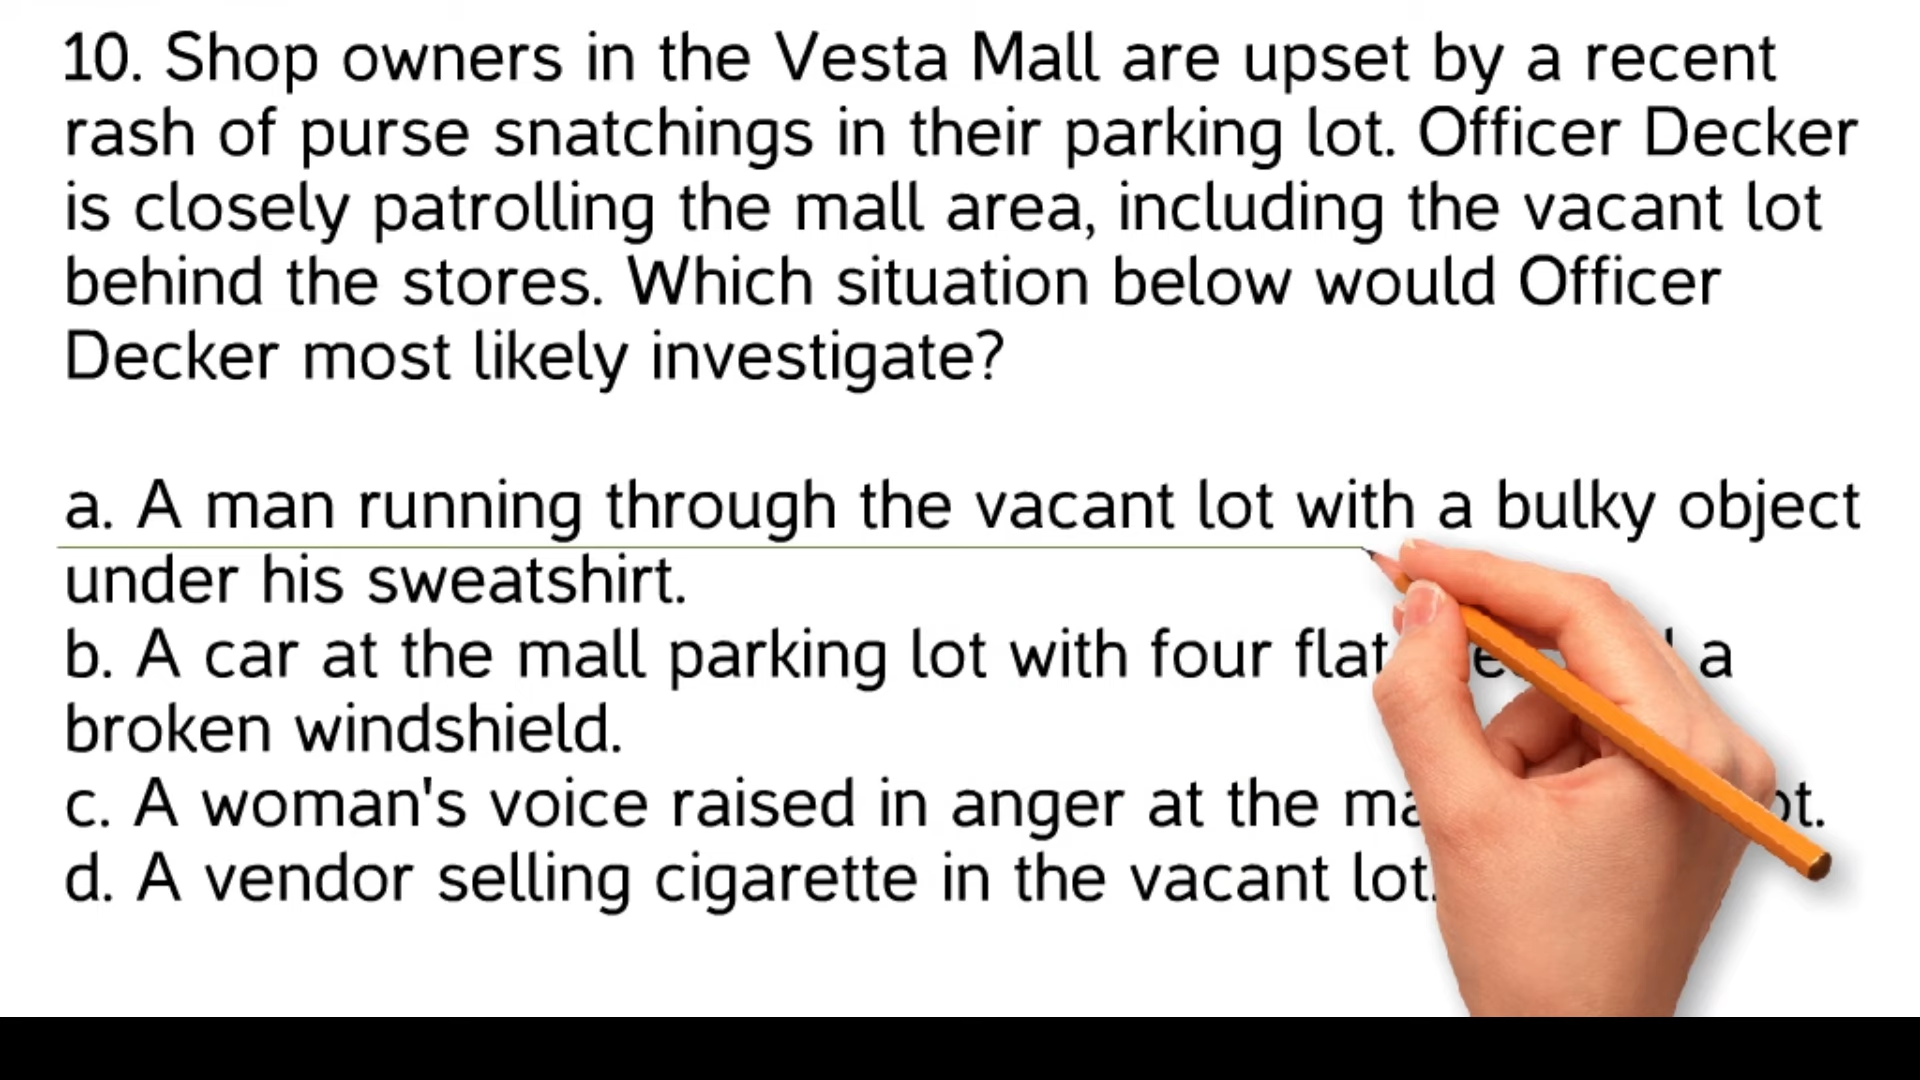 10. Shop owners in the Vesta Mall are upset by a recent
rash of purse snatchings in their parking lot. Officer Decker
is closely patrolling the mall area, including the vacant lot
behind the stores. Which situation below would Officer
Decker most likely investigate?
a. A man running through the vacant lot with a bulky object
under his sweatshirt.
b. A car at the mall parking lot with four flat a
broken windshield.
c. A woman's voice raised in anger at the
d. A vendor selling cigarette in the vacant lot.